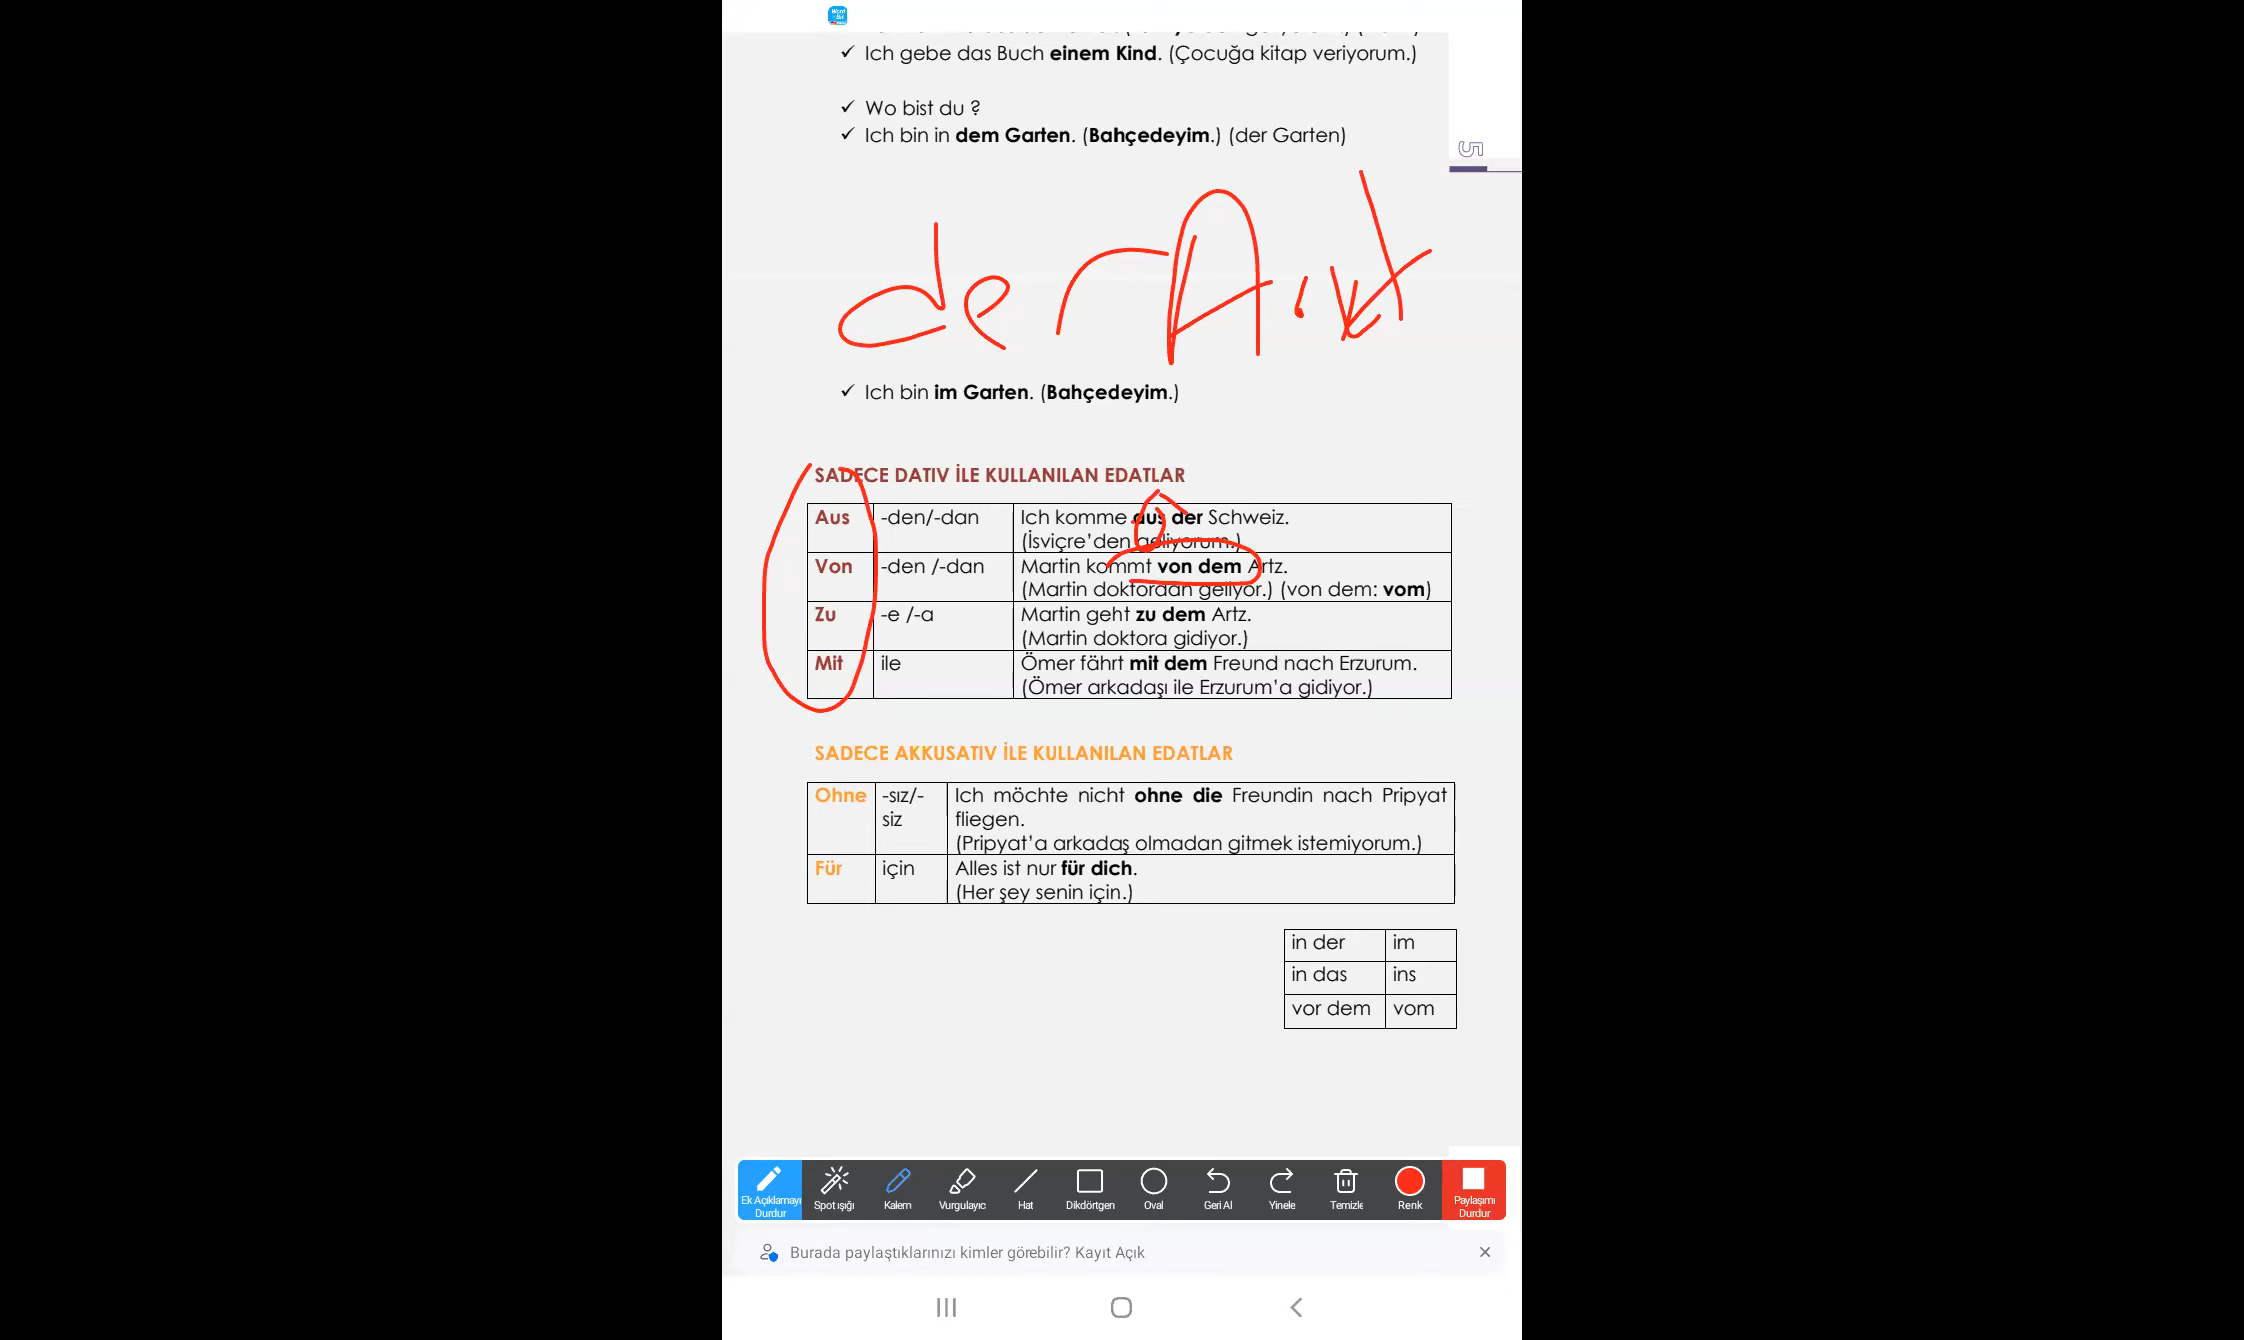 Word Bit
✓ Ich gebe das Buch einem Kind. (Çocuğa kitap veriyorum.)
✓ Wo bist du ?
✓ Ich bin in dem Garten. (Bahçedeyim.) (der Garten)
5
der
✓ Ich bin im Garten. (Bahçedeyim.)
SADECE DATIV İLE KULLANILAN EDATLAR
Aus -den/-dan Ich komme aus der Schweiz.
(İsviçre’den geliyorum.)
Von -den /-dan Martin kommt von dem Artz.
(Martin doktordan geliyor.) (von dem: vom)
Zu -e /-a Martin geht zu dem Artz.
(Martin doktora gidiyor.)
Mit ile Ömer fährt mit dem Freund nach Erzurum.
(Ömer arkadaşı ile Erzurum’a gidiyor.)
SADECE AKKUSATIV İLE KULLANILAN EDATLAR
Ohne -sız/- Ich möchte nicht ohne die Freundin nach Pripyat
siz fliegen.
(Pripyat’a arkadaş olmadan gitmek istemiyorum.)
Für için Alles ist nur für dich.
(Her şey senin için.)
in der im
in das ins
vor dem vom
Ek Açıklamayı Durdur
Spot ışığı
Kalem
Vurgulayıc
Hat
Dikdörtgen
Oval
Geri Al
Yinele
Temizle
Renk
Paylaşımı Durdur
Burada paylaştıklarınızı kimler görebilir? Kayıt Açık